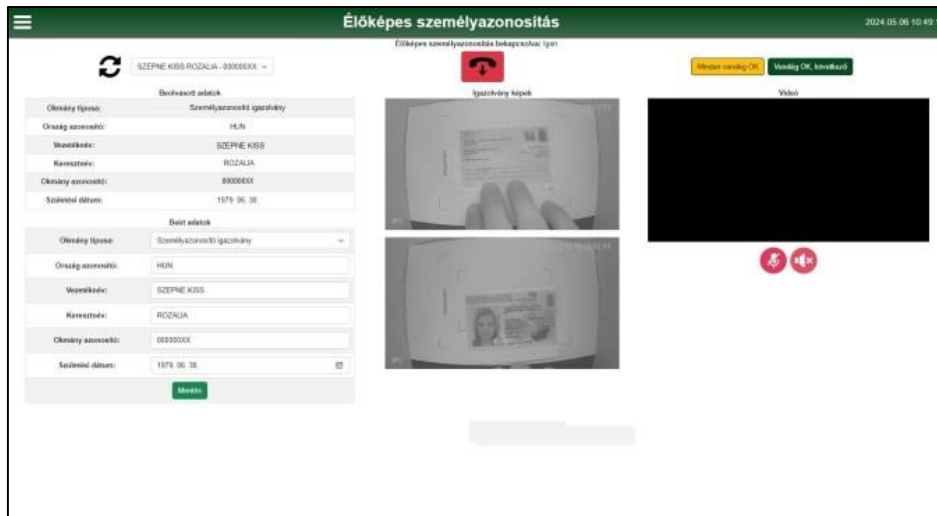 Élőképes személyazonosítás
2024.05.06 10:49:
Élőképes személyazonosítás bekapcsolva: Igen
SZEPNE KISS ROZALIA - 000000XX
Minden vendég OK
Vendég OK, következő
Beolvasott adatok
Igazolvány képek
Videó
Okmány típusa: Személyazonosító igazolvány
Ország azonosító: HUN
Vezetéknév: SZEPNE KISS
Keresztnév: ROZALIA
Okmány azonosító: 000000XX
Születési dátum: 1979. 06. 30.
Beírt adatok
Okmány típusa: Személyazonosító igazolvány
Ország azonosító: HUN
Vezetéknév: SZEPNE KISS
Keresztnév: ROZALIA
Okmány azonosító: 000000XX
Születési dátum: 1979. 06. 30.
Mentés